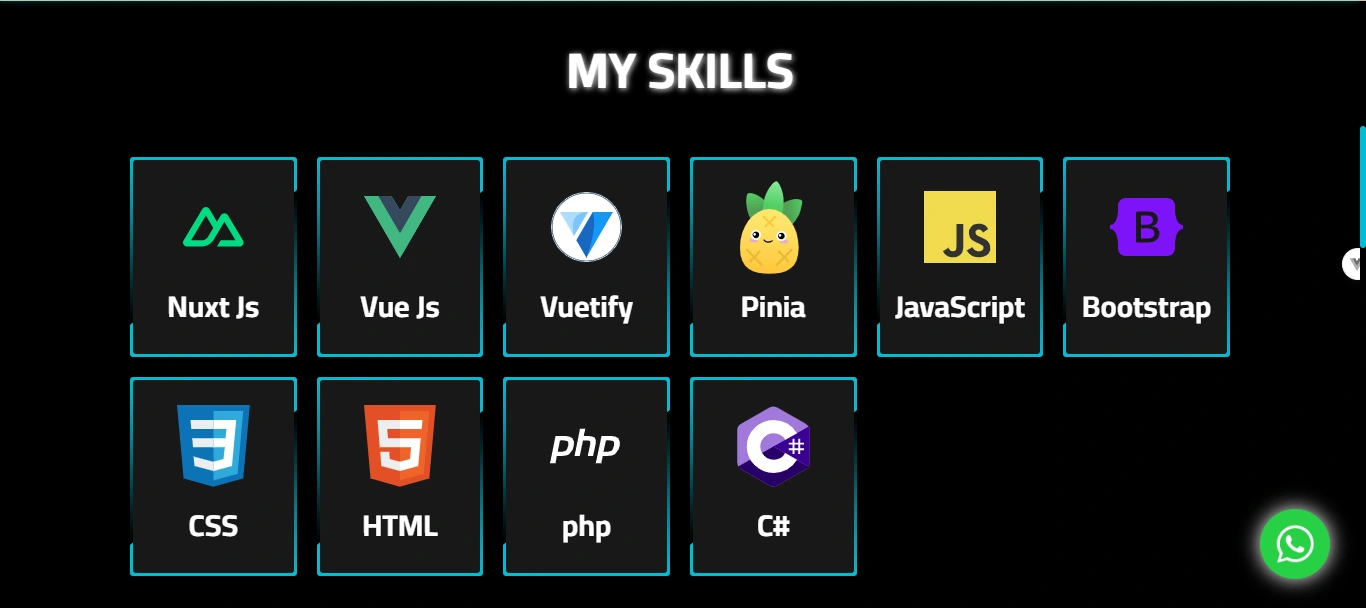 MY SKILLS
JS
B
Nuxt Js
Vue Js
Vuetify
Pinia
JavaScript
Bootstrap
3
5
php
C#
CSS
HTML
php
C#